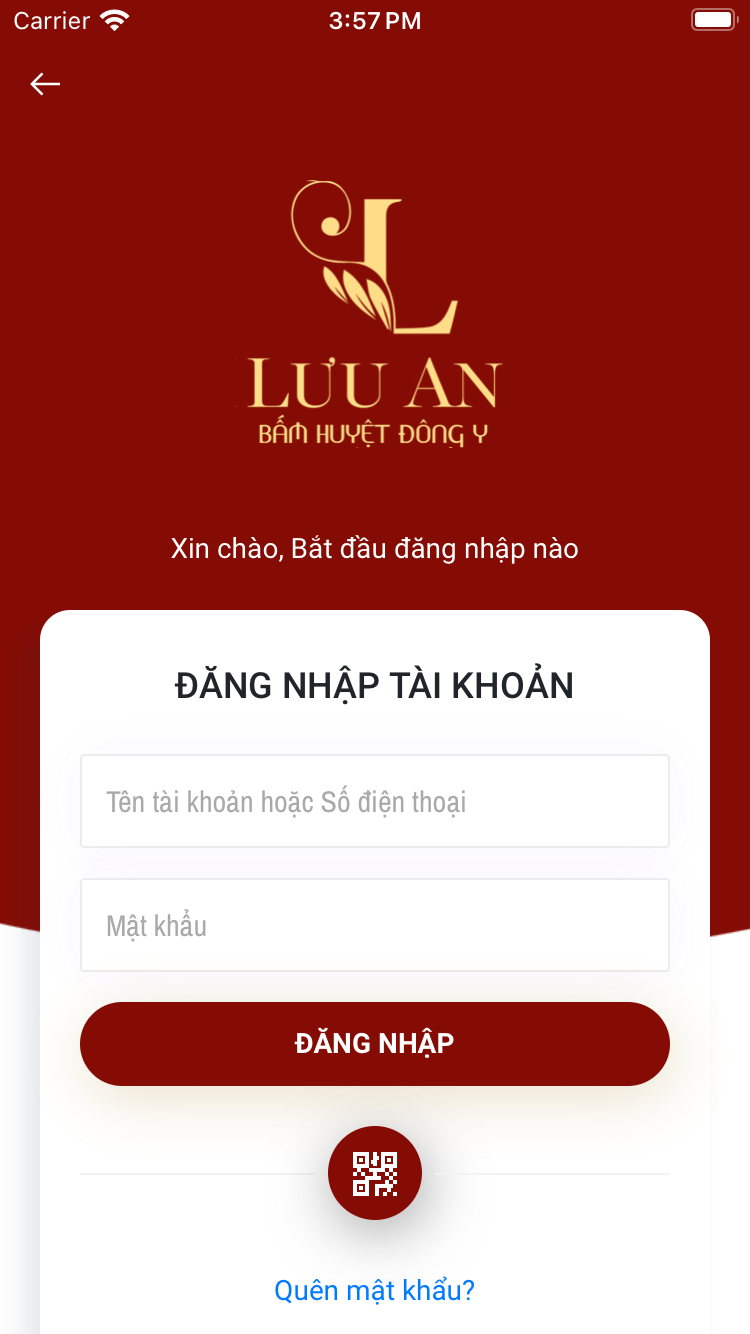 Carrier 3:57 PM
LƯU AN
BẤM HUYỆT ĐÔNG Y
Xin chào, Bắt đầu đăng nhập nào
ĐĂNG NHẬP TÀI KHOẢN
Tên tài khoản hoặc Số điện thoại
Mật khẩu
ĐĂNG NHẬP
Quên mật khẩu?